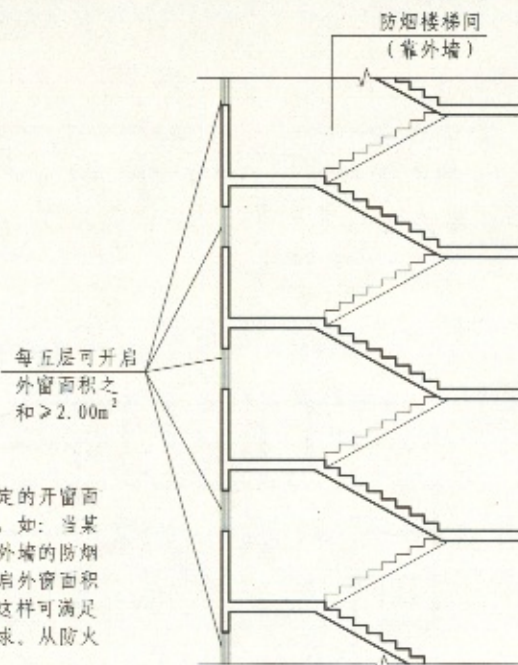 防烟楼梯间
（靠外墙）
每五层可开启
外窗面积之
和≥2.00m²
定的开窗面
。如：当某
外墙的防烟
启外窗面积
这样可满足
求。从防火